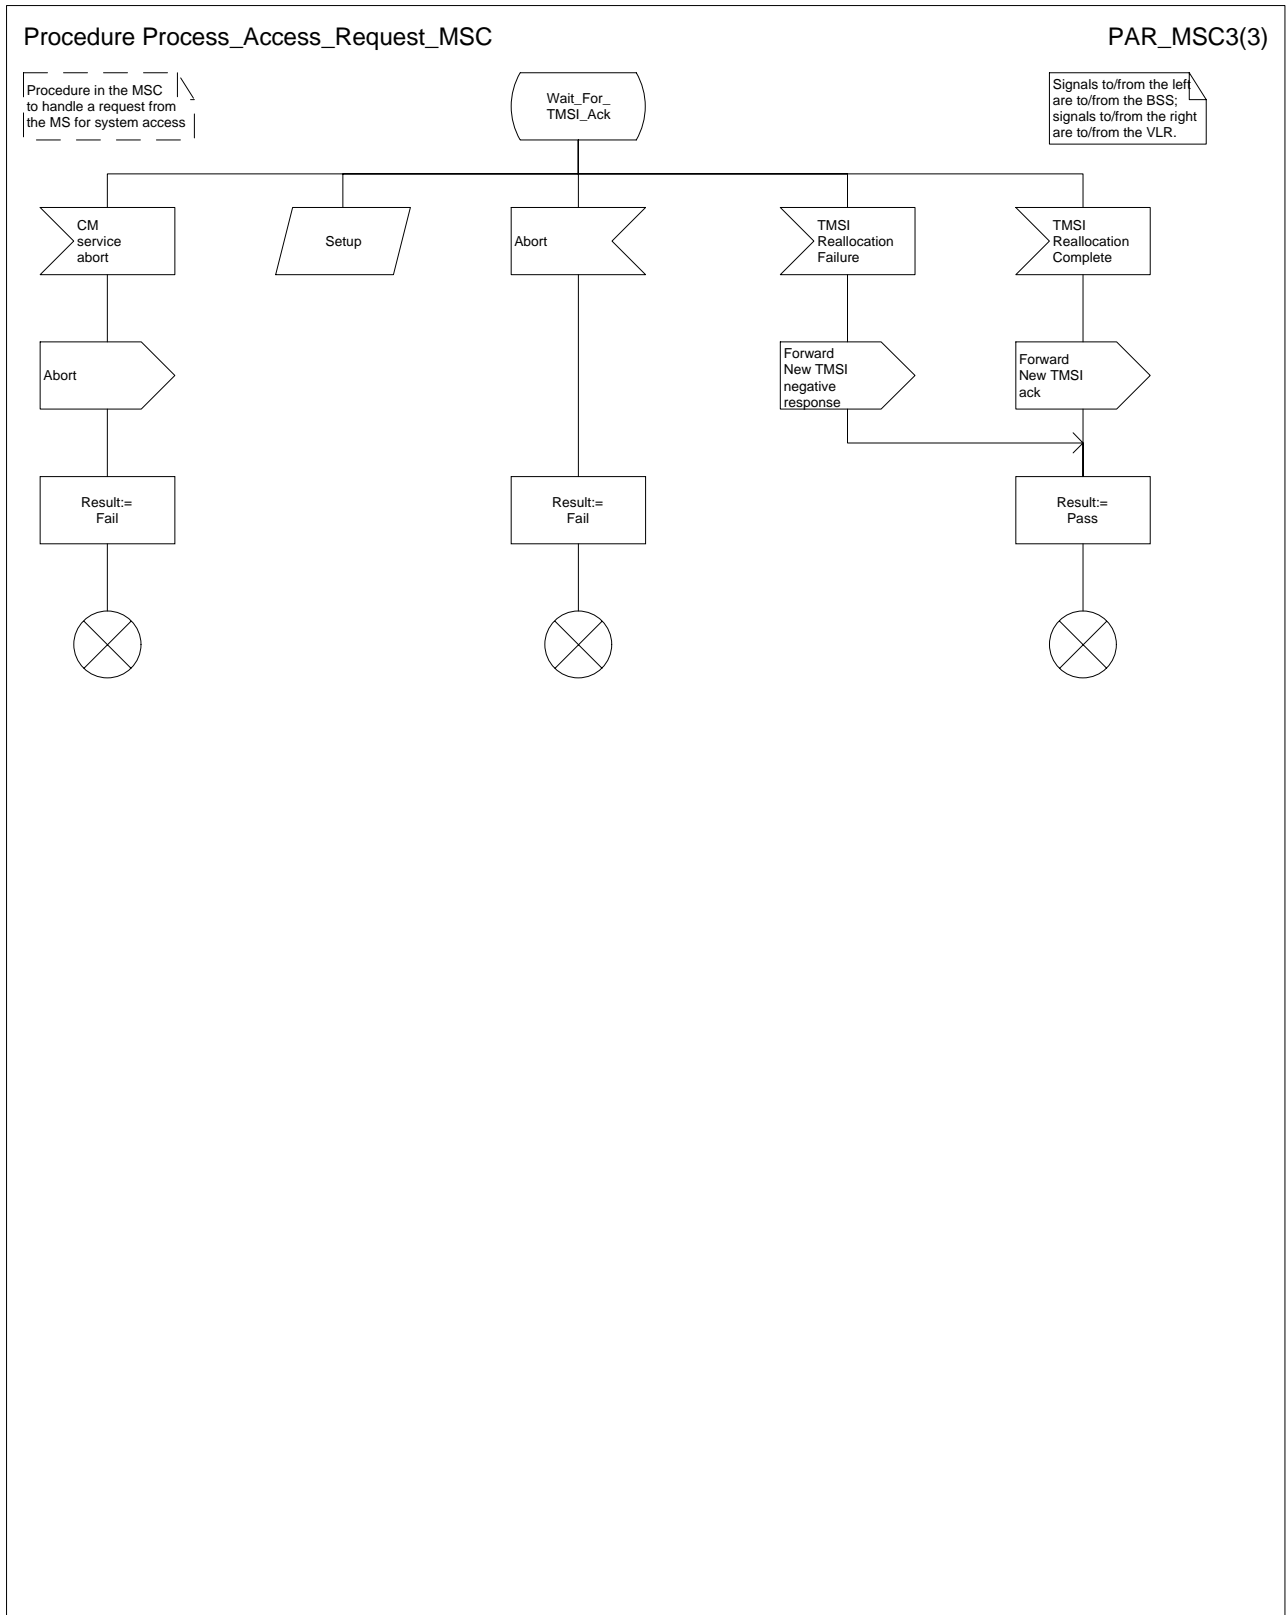 Procedure Process_Access_Request_MSC
PAR_MSC3(3)
Procedure in the MSC
to handle a request from
the MS for system access
Wait_For_
TMSI_Ack
Signals to/from the left
are to/from the BSS;
signals to/from the right
are to/from the VLR.
CM
service
abort
Setup
Abort
TMSI
Reallocation
Failure
TMSI
Reallocation
Complete
Abort
Forward
New TMSI
negative
response
Forward
New TMSI
ack
Result:=
Fail
Result:=
Fail
Result:=
Pass